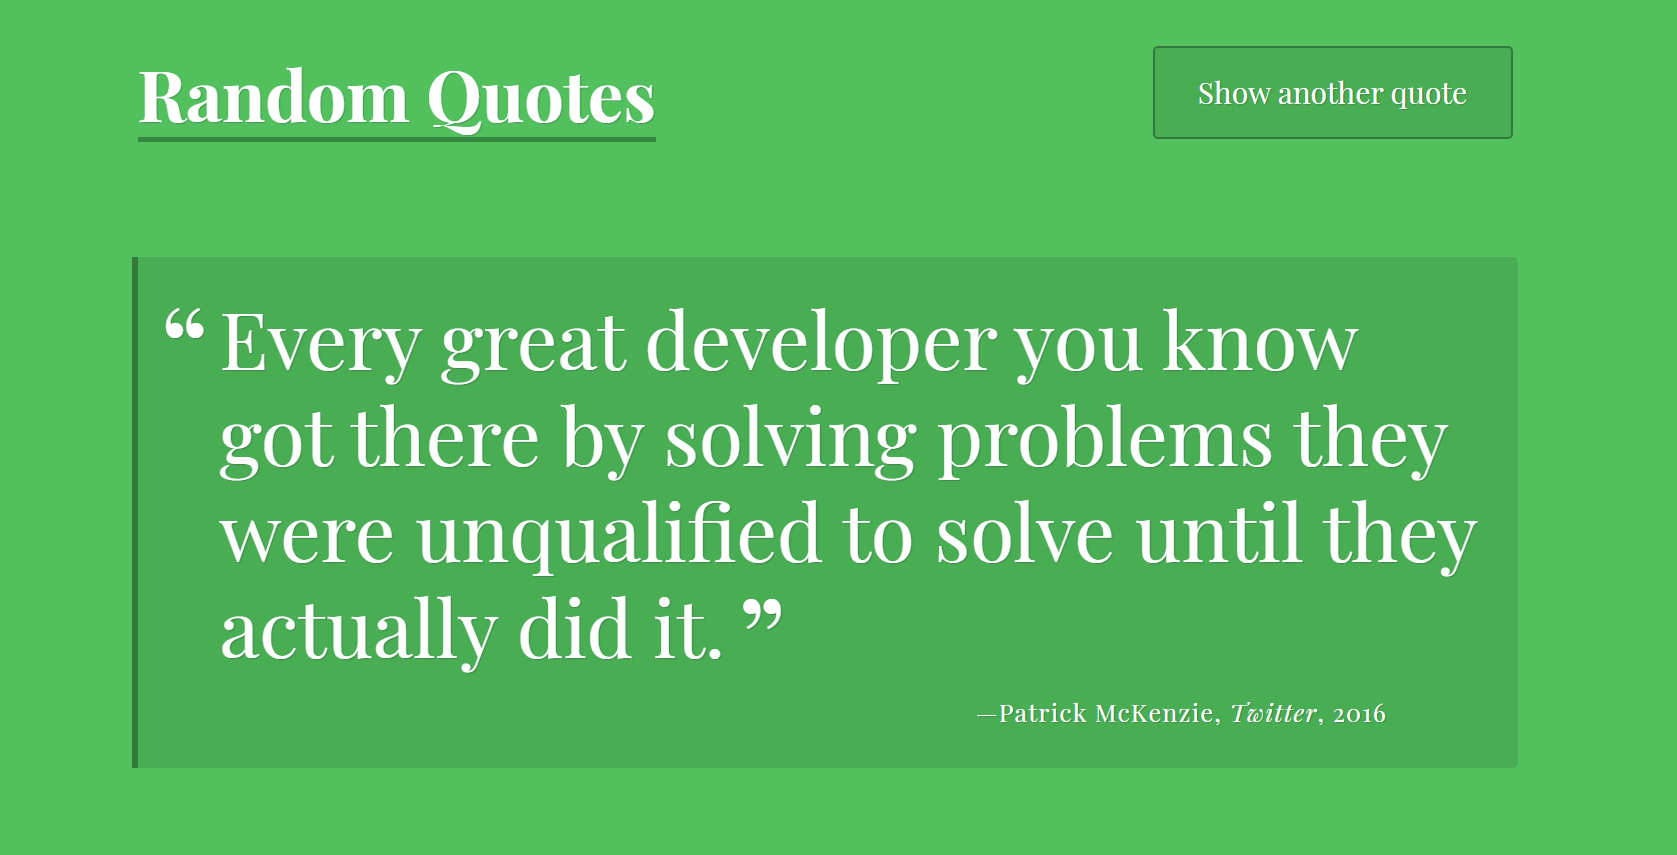 Random Quotes
Show another quote
“Every great developer you know
got there by solving problems they
were unqualified to solve until they
actually did it. ”
—Patrick McKenzie, Twitter, 2016